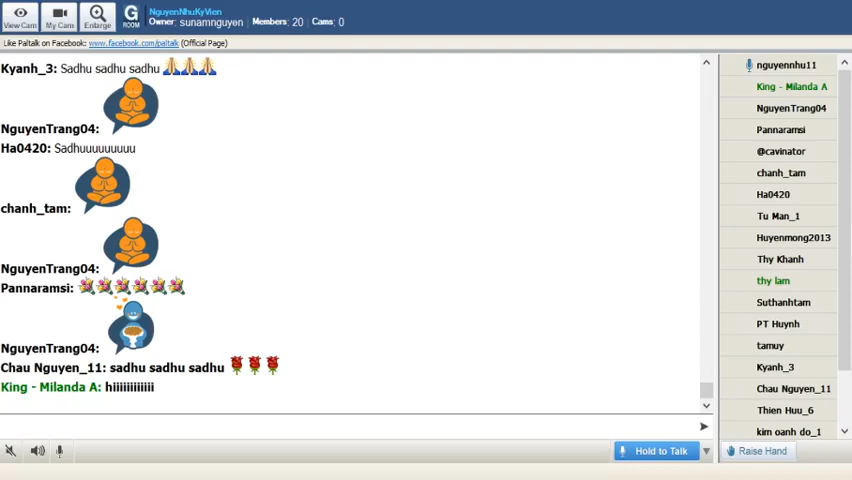 View Cam
My Cam
Enlarge
G
ROOM
NguyenNhuKyVien
Owner: sunamnguyen Members: 20 Cams: 0
Like Paltalk on Facebook: www.facebook.com/paltalk (Official Page)
Kyanh_3: Sadhu sadhu sadhu
NguyenTrang04:
Ha0420: Sadhuuuuuuuuu
chanh_tam:
NguyenTrang04:
Pannaramsi:
NguyenTrang04:
Chau Nguyen_11: sadhu sadhu sadhu
King - Milanda A: hiiiiiiiiiiii
Hold to Talk
nguyennhu11
King - Milanda A
NguyenTrang04
Pannaramsi
@cavinator
chanh_tam
Ha0420
Tu Man_1
Huyenmong2013
Thy Khanh
thy lam
Suthanhtam
PT Huynh
tamuy
Kyanh_3
Chau Nguyen_11
Thien Huu_6
kim oanh do_1
Raise Hand